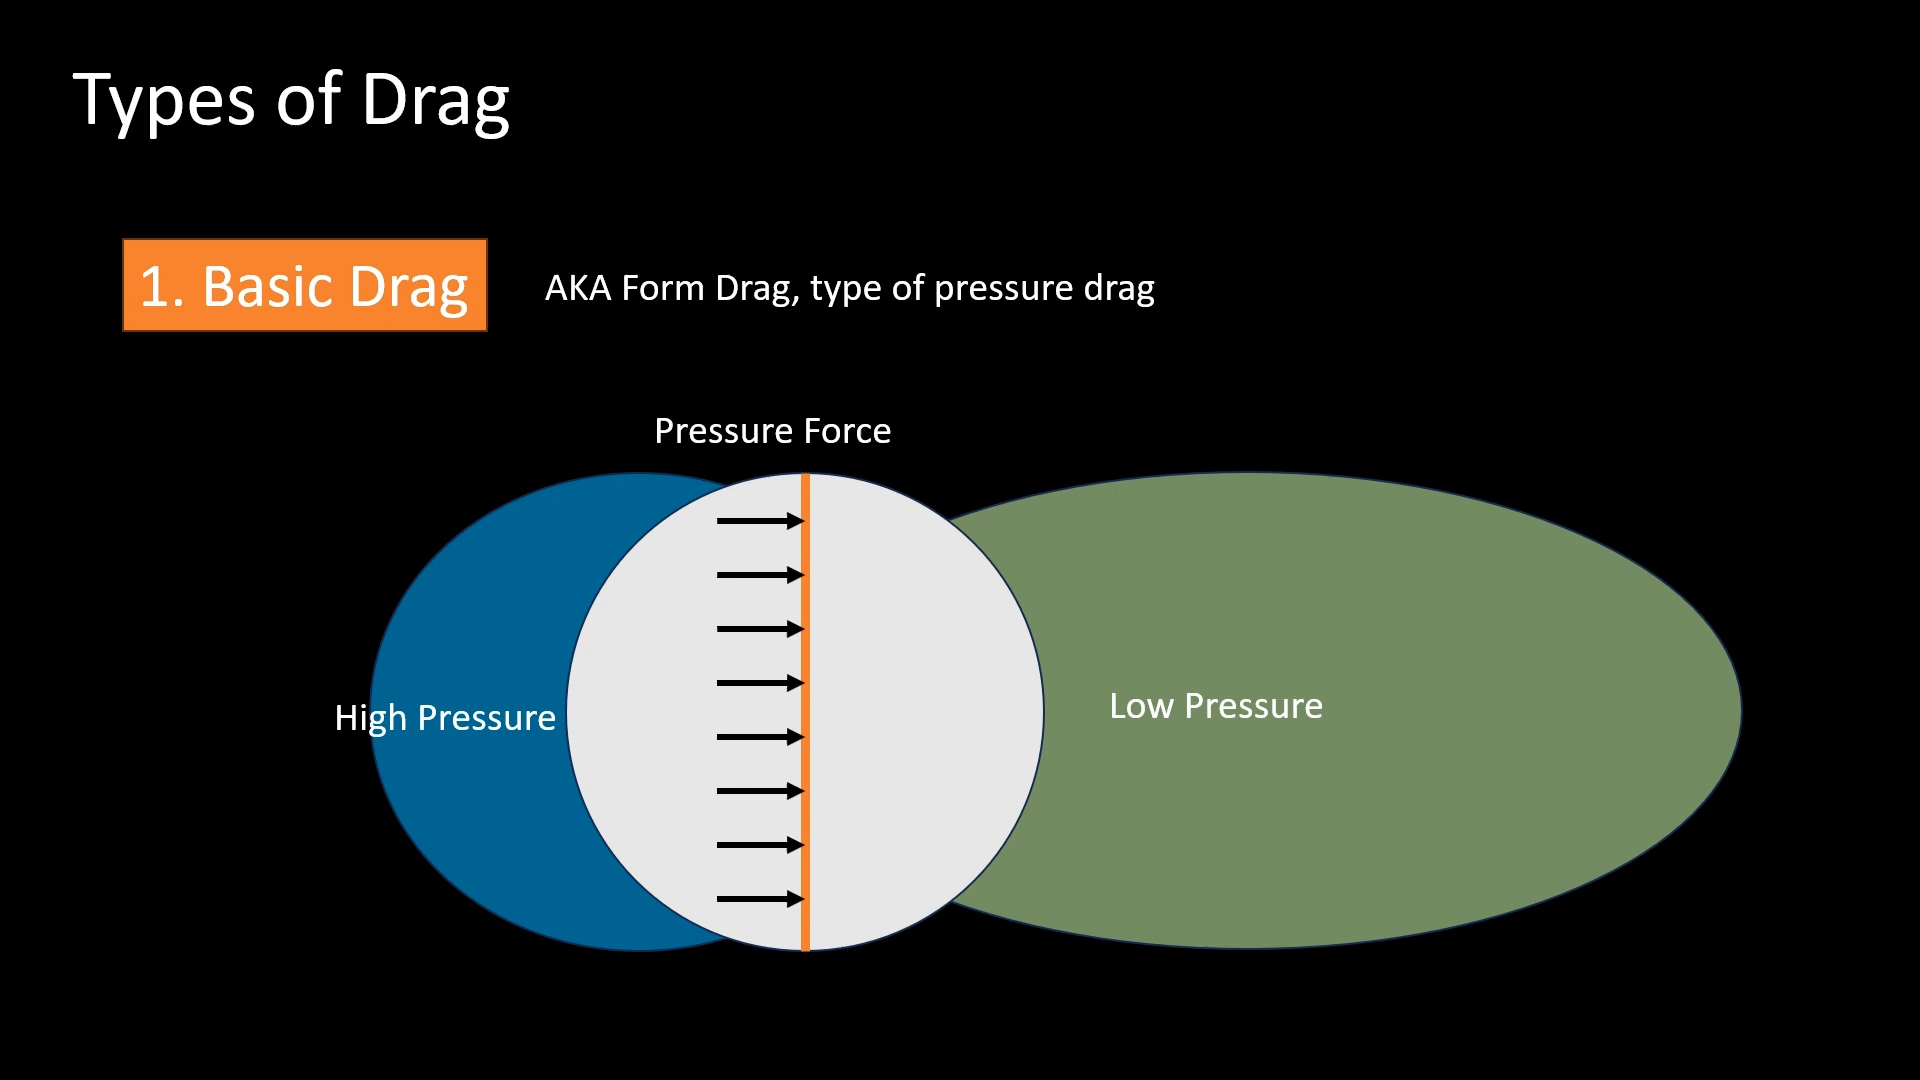 Types of Drag
1. Basic Drag
AKA Form Drag, type of pressure drag
Pressure Force
High Pressure
Low Pressure